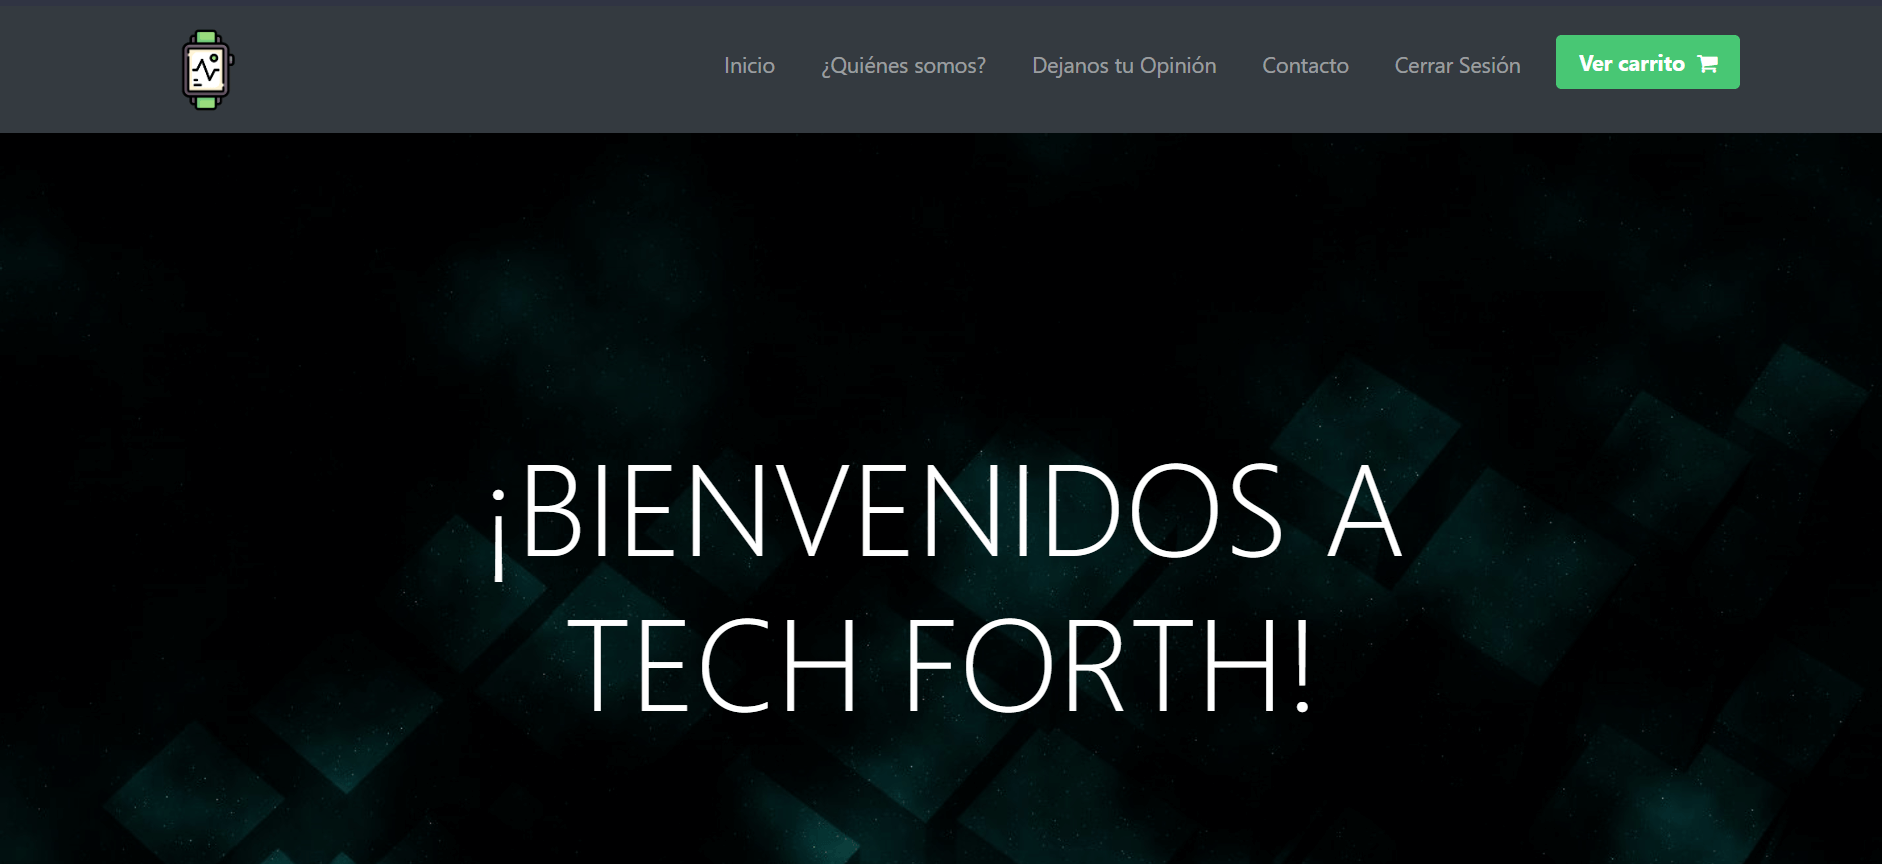 Inicio ¿Quiénes somos? Dejanos tu Opinión Contacto Cerrar Sesión Ver carrito
¡BIENVENIDOS A
TECH FORTH!